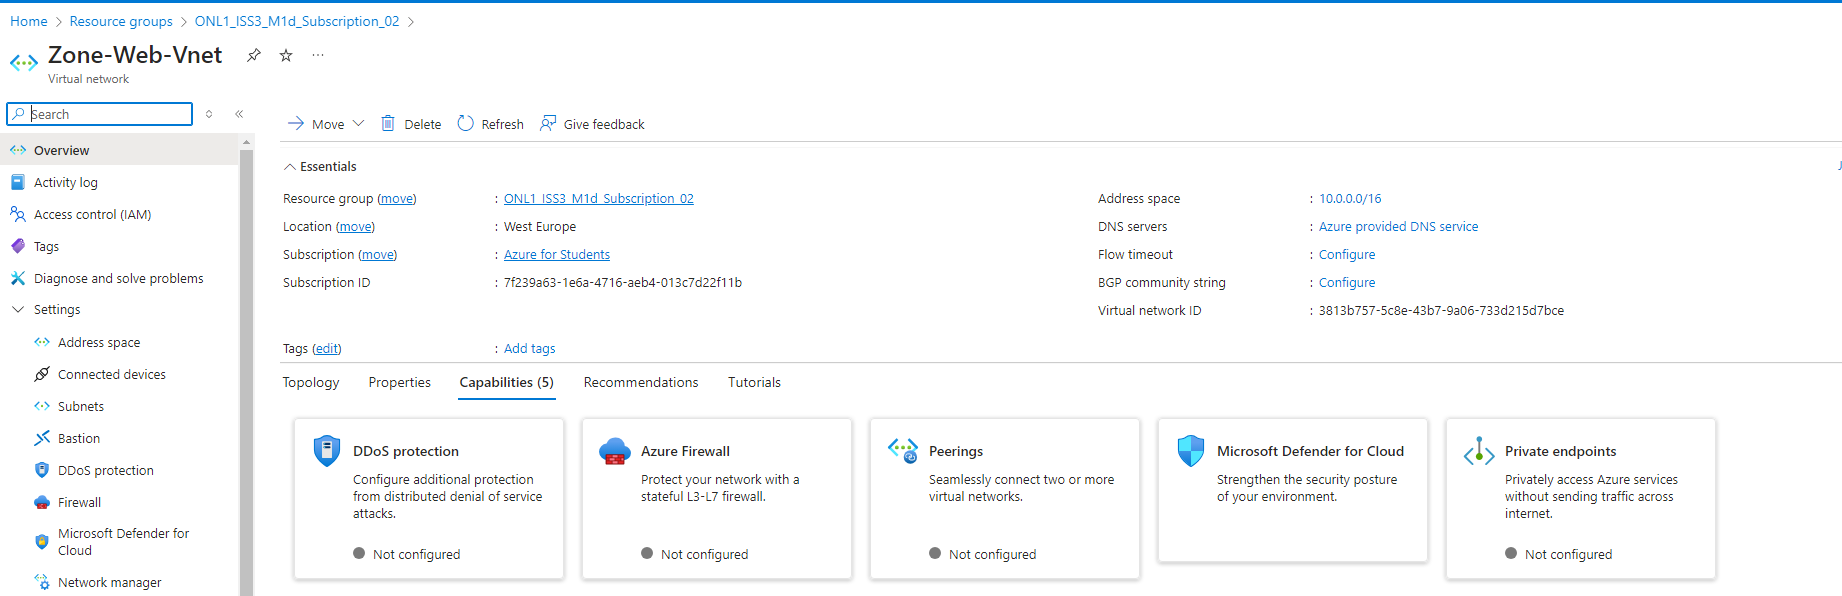 Home > Resource groups > ONL1_ISS3_M1d_Subscription_02 >
Zone-Web-Vnet
Virtual network
Search
Overview
Activity log
Access control (IAM)
Tags
Diagnose and solve problems
Settings
Address space
Connected devices
Subnets
Bastion
DDoS protection
Firewall
Microsoft Defender for
Cloud
Network manager
Move Delete Refresh Give feedback
Essentials
Resource group (move) : ONL1_ISS3_M1d_Subscription_02
Location (move) : West Europe
Subscription (move) : Azure for Students
Subscription ID : 7f239a63-1e6a-4716-aeb4-013c7d22f11b
Address space : 10.0.0.0/16
DNS servers : Azure provided DNS service
Flow timeout : Configure
BGP community string : Configure
Virtual network ID : 3813b757-5c8e-43b7-9a06-733d215d7bce
Tags (edit) : Add tags
Topology Properties Capabilities (5) Recommendations Tutorials
DDoS protection
Configure additional protection
from distributed denial of service
attacks.
Not configured
Azure Firewall
Protect your network with a
stateful L3-L7 firewall.
Not configured
Peerings
Seamlessly connect two or more
virtual networks.
Not configured
Microsoft Defender for Cloud
Strengthen the security posture
of your environment.
Private endpoints
Privately access Azure services
without sending traffic across
internet.
Not configured